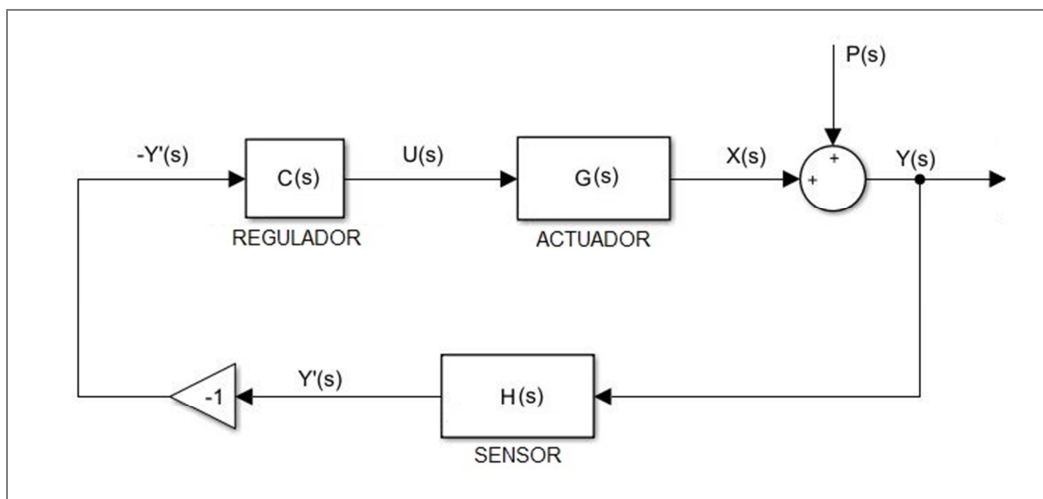 P(s)
-Y'(s)
U(s)
X(s)
Y(s)
C(s)
G(s)
+
+
REGULADOR
ACTUADOR
Y'(s)
-1
H(s)
SENSOR